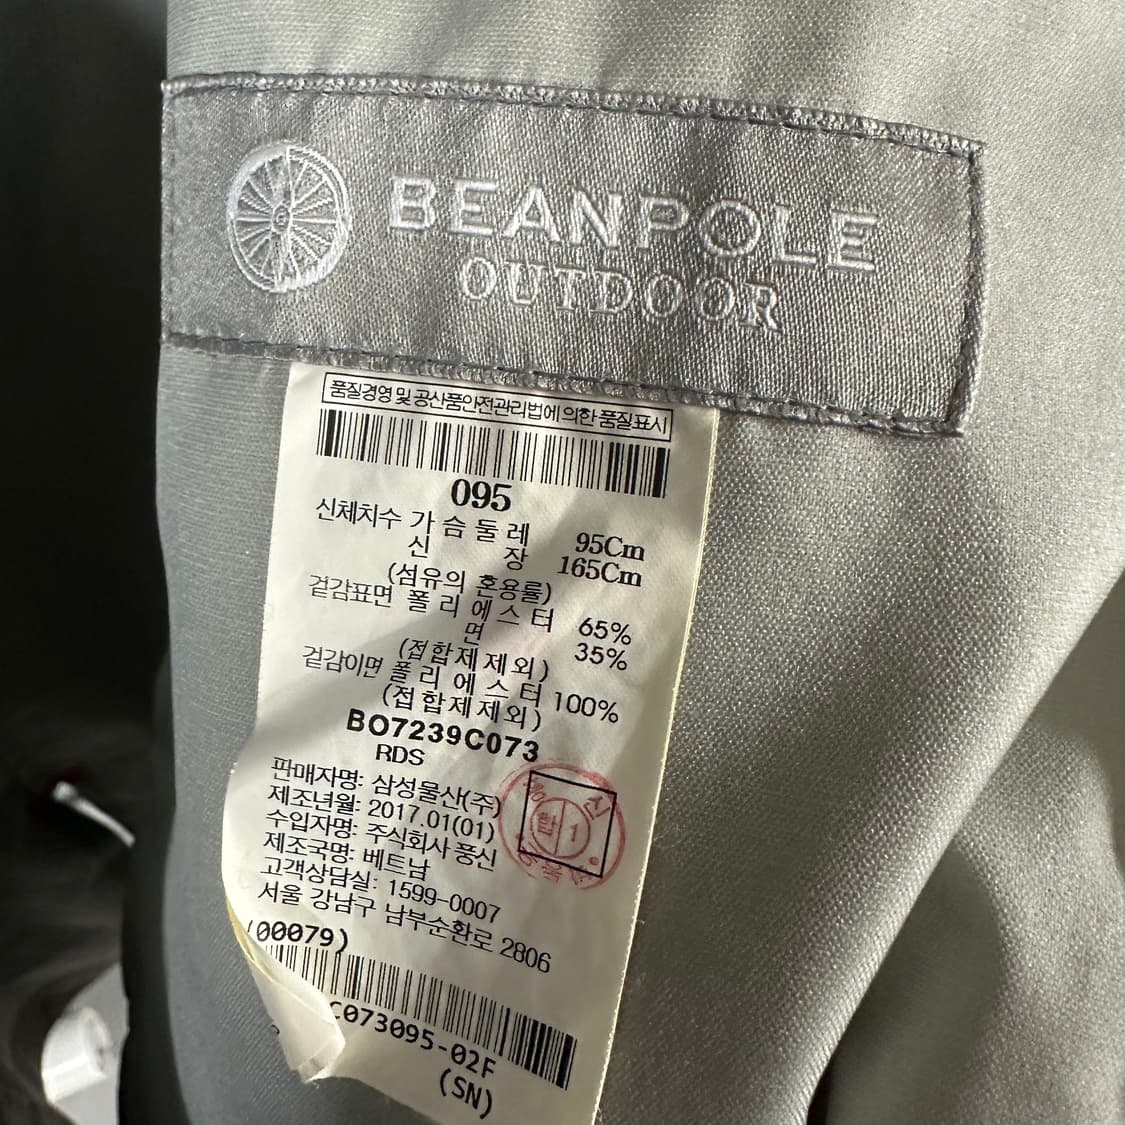 BEANPOLE
OUTDOOR
품질경영 및 공산품안전관리법에 의한 품질표시
095
신체치수 가 슴 둘 레 95Cm
신 장 165Cm
(섬유의 혼용률)
겉감표면 폴 리 에 스 터 65%
면 35%
(접 합 제 제 외)
겉감이면 폴 리 에 스 터 100%
(접 합 제 제 외)
BO7239C073
RDS
판매자명: 삼성물산(주)
제조년월: 2017.01(01)
수입자명: 주식회사 풍신
제조국명: 베트남
고객상담실: 1599-0007
서울 강남구 남부순환로 2806
합 1
(00079)
C073095-02F
(SN)